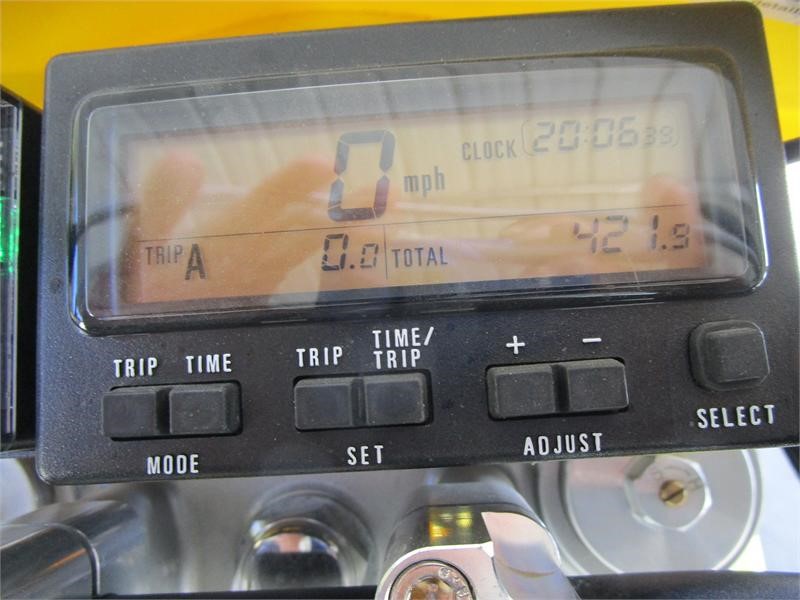 CLOCK 20:06 39
0 mph
TRIP A 0.0 TOTAL 421.9
TRIP TIME TRIP TIME/TRIP + -
MODE SET ADJUST SELECT